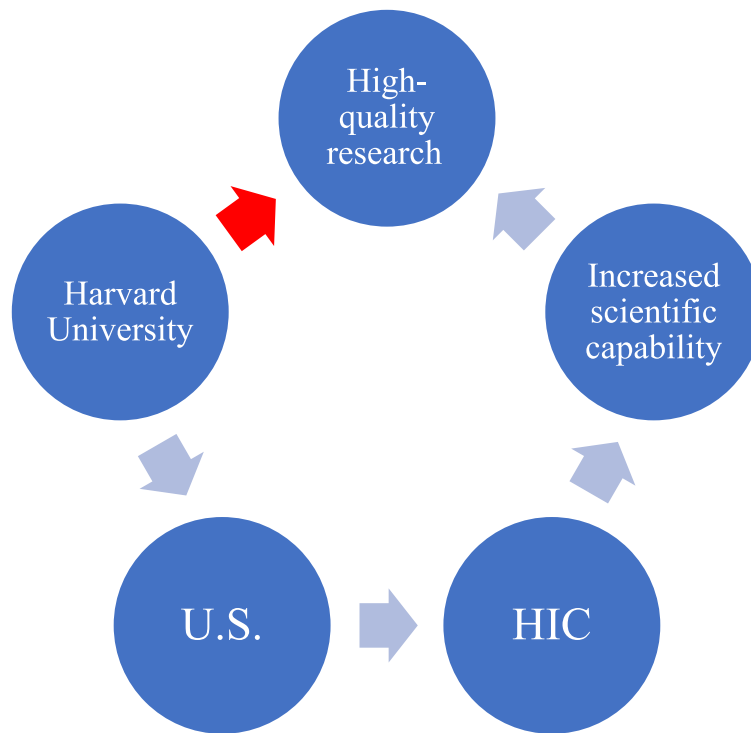 High-
quality
research
Harvard
University
Increased
scientific
capability
U.S.
HIC